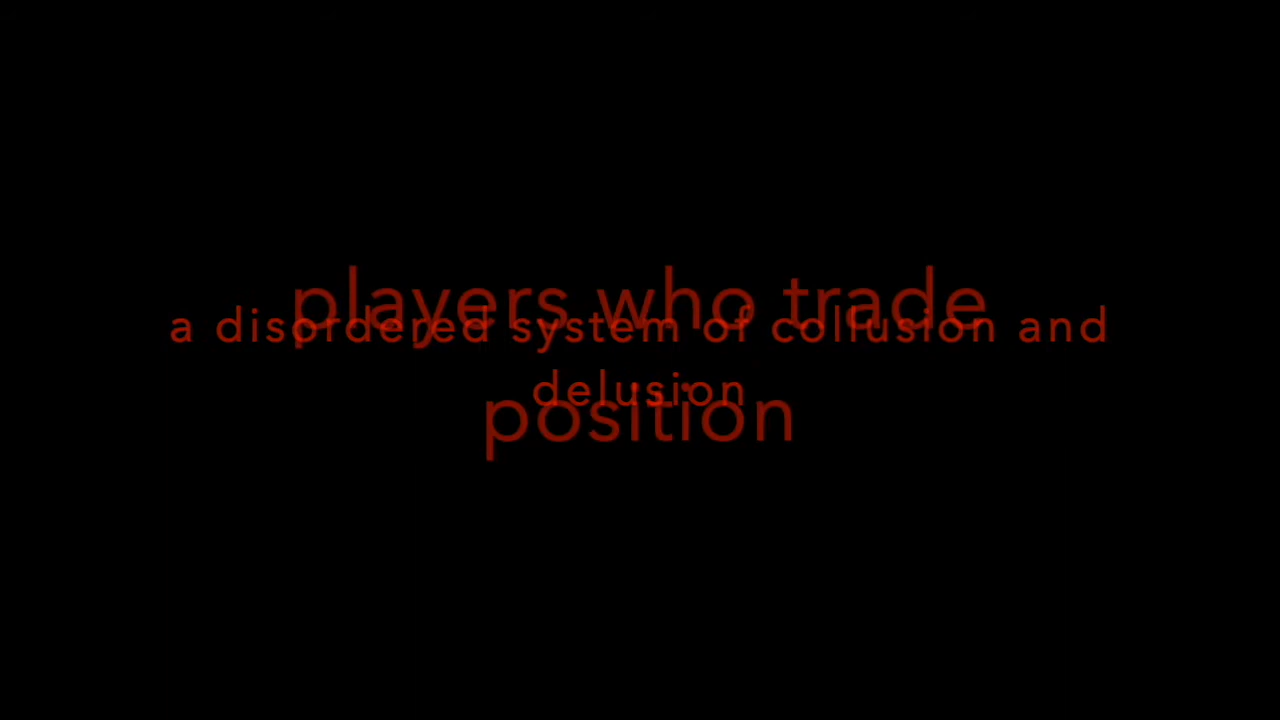 players who trade
position
a disordered system of collusion and
delusion